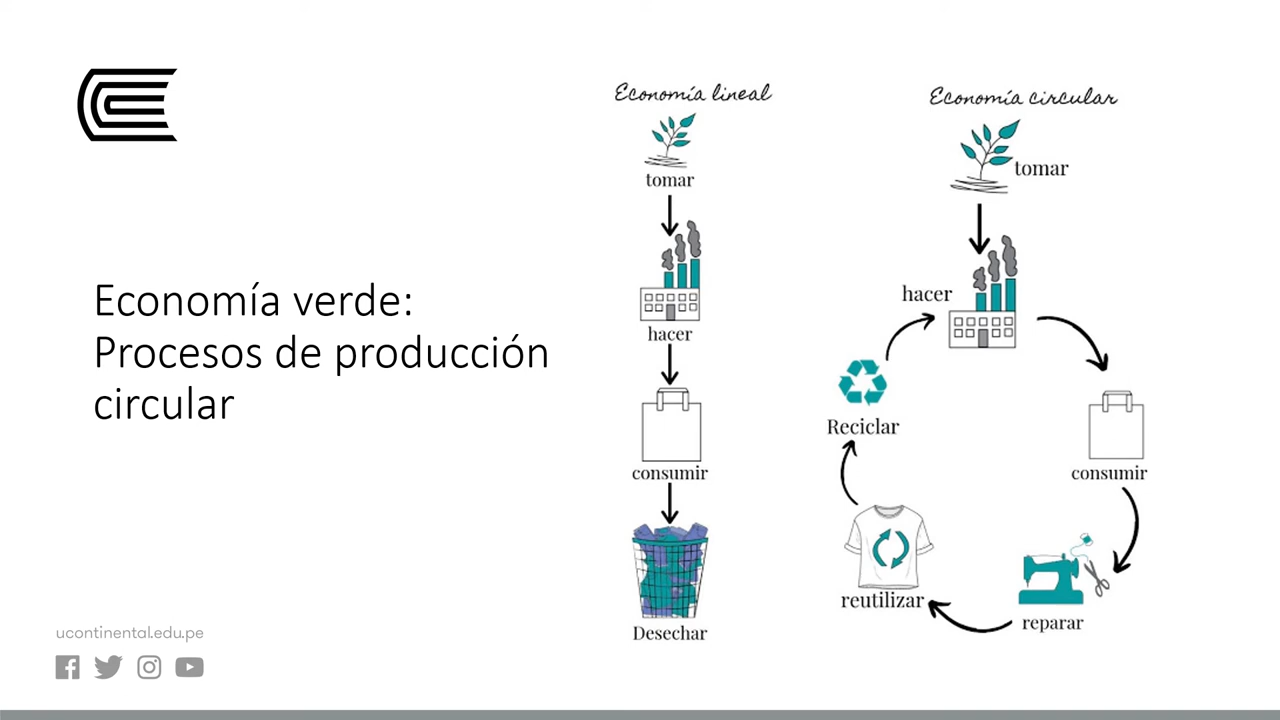 Economía verde:
Procesos de producción
circular
ucontinental.edu.pe
Economía lineal
tomar
hacer
consumir
Desechar
Economía circular
tomar
hacer
consumir
reparar
reutilizar
Reciclar